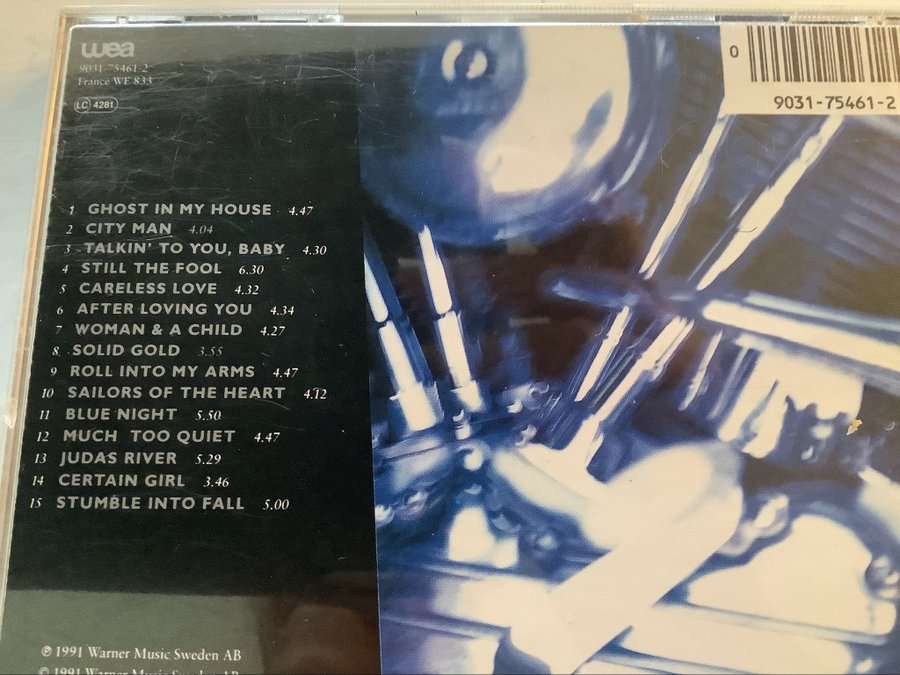 wea
9031-75461-2
France WE 833
LC 4281
0
9031-75461-2
1 GHOST IN MY HOUSE 4.47
2 CITY MAN 4.04
3 TALKIN' TO YOU, BABY 4.30
4 STILL THE FOOL 6.30
5 CARELESS LOVE 4.32
6 AFTER LOVING YOU 4.34
7 WOMAN & A CHILD 4.27
8 SOLID GOLD 3.55
9 ROLL INTO MY ARMS 4.47
10 SAILORS OF THE HEART 4.12
11 BLUE NIGHT 5.50
12 MUCH TOO QUIET 4.47
13 JUDAS RIVER 5.29
14 CERTAIN GIRL 3.46
15 STUMBLE INTO FALL 5.00
℗ 1991 Warner Music Sweden AB
© 1991 Warner Music Sweden AB